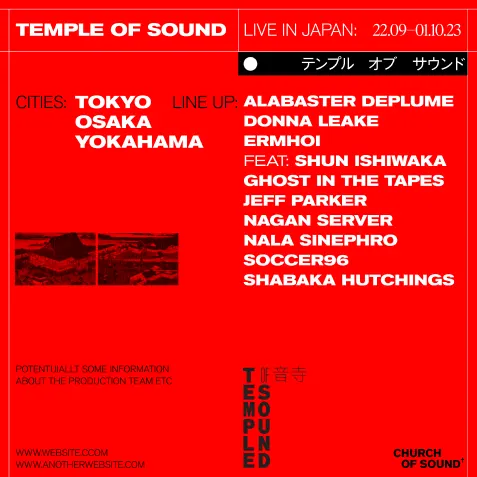 TEMPLE OF SOUND
LIVE IN JAPAN: 22.09–01.10.23
テンプル オブ サウンド
CITIES: TOKYO
OSAKA
YOKAHAMA
LINE UP: ALABASTER DEPLUME
DONNA LEAKE
ERMHOI
FEAT: SHUN ISHIWAKA
GHOST IN THE TAPES
JEFF PARKER
NAGAN SERVER
NALA SINEPHRO
SOCCER96
SHABAKA HUTCHINGS
POTENTUIALLT SOME INFORMATION
ABOUT THE PRODUCTION TEAM ETC
TEMPLE
OF SOUND
音寺
WWW.WEBSITE.CCOM
WWW.ANOTHERWEBSITE.COM
CHURCH
OF SOUND†